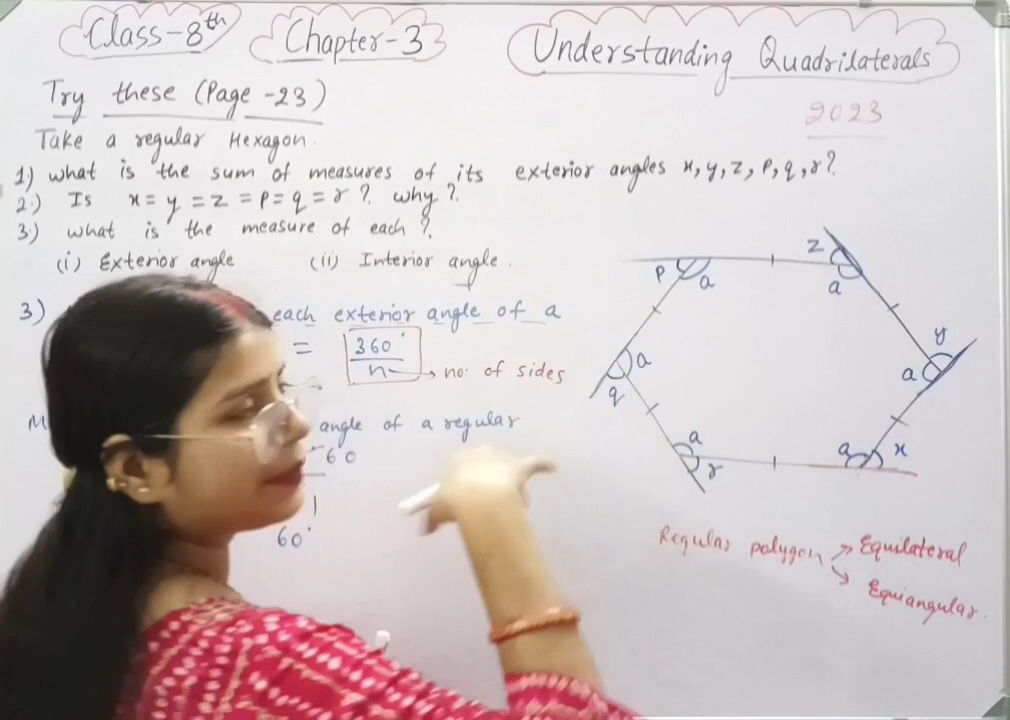 Class-8th Chapter-3 Understanding Quadrilaterals
2023
Try these (Page -23)
Take a regular Hexagon.
1) what is the sum of measures of its exterior angles x, y, z, p, q, r?
2.) Is x = y = z = p = q = r ? why ?
3.) what is the measure of each ?
(i) Exterior angle (ii) Interior angle.
3) each exterior angle of a
= 360°
n → no. of sides
M angle of a regular
60
1
60°
z
p a a
y
a a
q
a a x
r
Regular polygon → Equilateral
→ Equiangular.